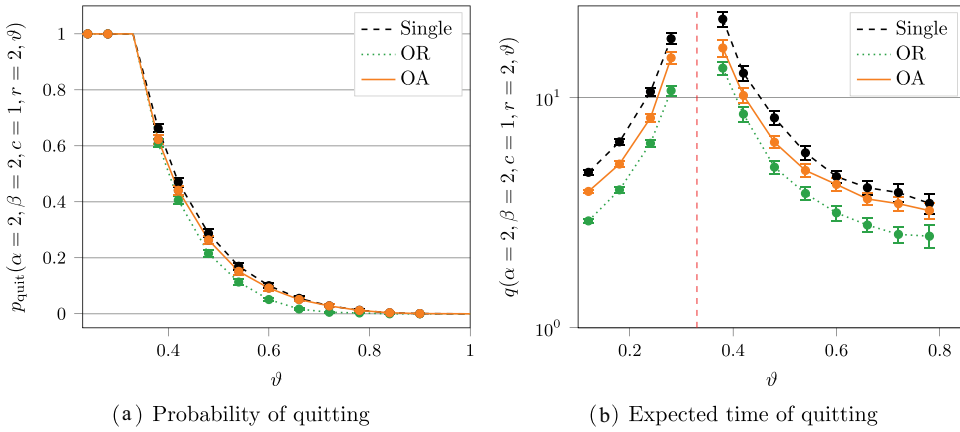 p_quit(α = 2, β = 2, c = 1, r = 2, ϑ)
1
0.8
0.6
0.4
0.2
0
Single
OR
OA
0.4
0.6
0.8
1
ϑ
(a) Probability of quitting
q(α = 2, β = 2, c = 1, r = 2, ϑ)
10^1
10^0
Single
OR
OA
0.2
0.4
0.6
0.8
ϑ
(b) Expected time of quitting